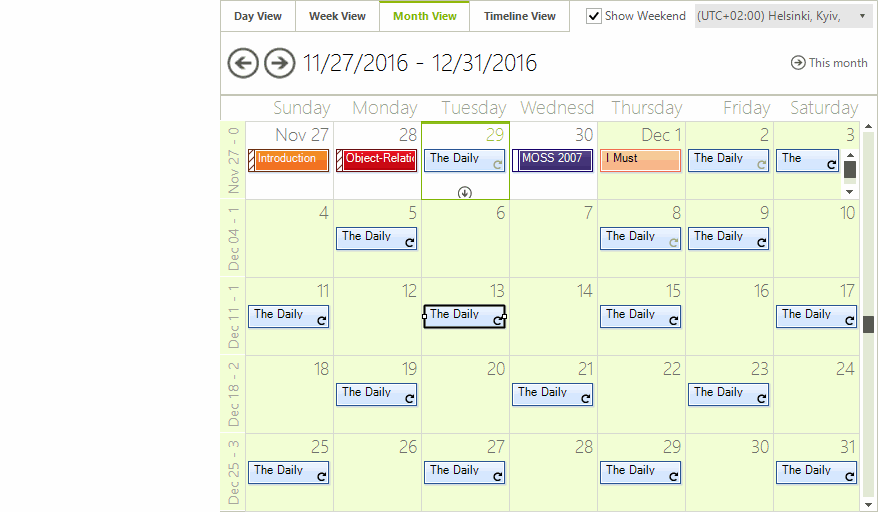 Day View Week View Month View Timeline View Show Weekend (UTC+02:00) Helsinki, Kyiv,
11/27/2016 - 12/31/2016 This month
Sunday Monday Tuesday Wednesd Thursday Friday Saturday
Nov 27 - 0
Nov 27 28 29 30 Dec 1 2 3
Introduction Object-Relati The Daily MOSS 2007 I Must The Daily The
Dec 04 - 1
4 5 6 7 8 9 10
The Daily The Daily The Daily
Dec 11 - 1
11 12 13 14 15 16 17
The Daily The Daily The Daily The Daily
Dec 18 - 2
18 19 20 21 22 23 24
The Daily The Daily The Daily
Dec 25 - 3
25 26 27 28 29 30 31
The Daily The Daily The Daily The Daily